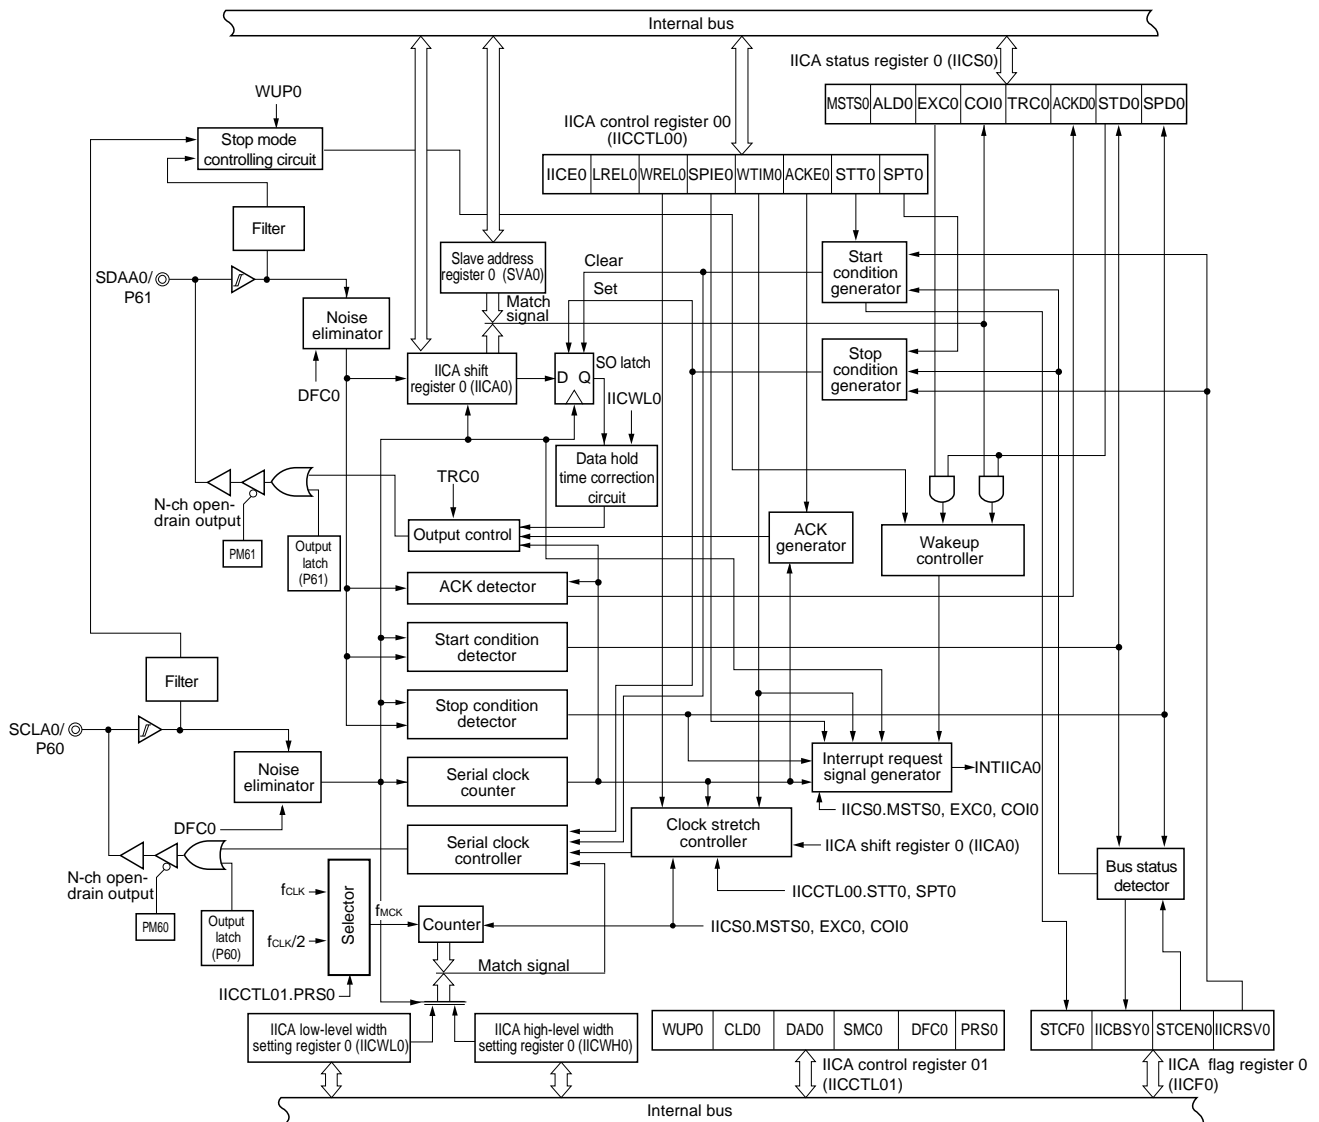 Internal bus
IICA status register 0 (IICS0)
MSTS0 ALD0 EXC0 COI0 TRC0 ACKD0 STD0 SPD0
WUP0
Stop mode
controlling circuit
IICA control register 00
(IICCTL00)
IICE0 LREL0 WREL0 SPIE0 WTIM0 ACKE0 STT0 SPT0
Filter
Slave address
register 0 (SVA0)
Clear
Set
Start
condition
generator
SDAA0/
P61
Noise
eliminator
DFC0
Match
signal
IICA shift
register 0 (IICA0)
D Q
SO latch
IICWL0
Stop
condition
generator
Data hold
time correction
circuit
TRC0
N-ch open-
drain output
PM61
Output
latch
(P61)
Output control
ACK
generator
Wakeup
controller
ACK detector
Start condition
detector
Filter
Stop condition
detector
SCLA0/
P60
Noise
eliminator
DFC0
Serial clock
counter
Interrupt request
signal generator
INTIICA0
IICS0.MSTS0, EXC0, COI0
Serial clock
controller
Clock stretch
controller
IICA shift register 0 (IICA0)
IICCTL00.STT0, SPT0
Bus status
detector
N-ch open-
drain output
PM60
Output
latch
(P60)
fCLK
fCLK/2
Selector
fMCK
Counter
IICS0.MSTS0, EXC0, COI0
Match signal
IICCTL01.PRS0
IICA low-level width
setting register 0 (IICWL0)
IICA high-level width
setting register 0 (IICWH0)
WUP0 CLD0 DAD0 SMC0 DFC0 PRS0
IICA control register 01
(IICCTL01)
STCF0 IICBSY0 STCEN0 IICRSV0
IICA flag register 0
(IICF0)
Internal bus